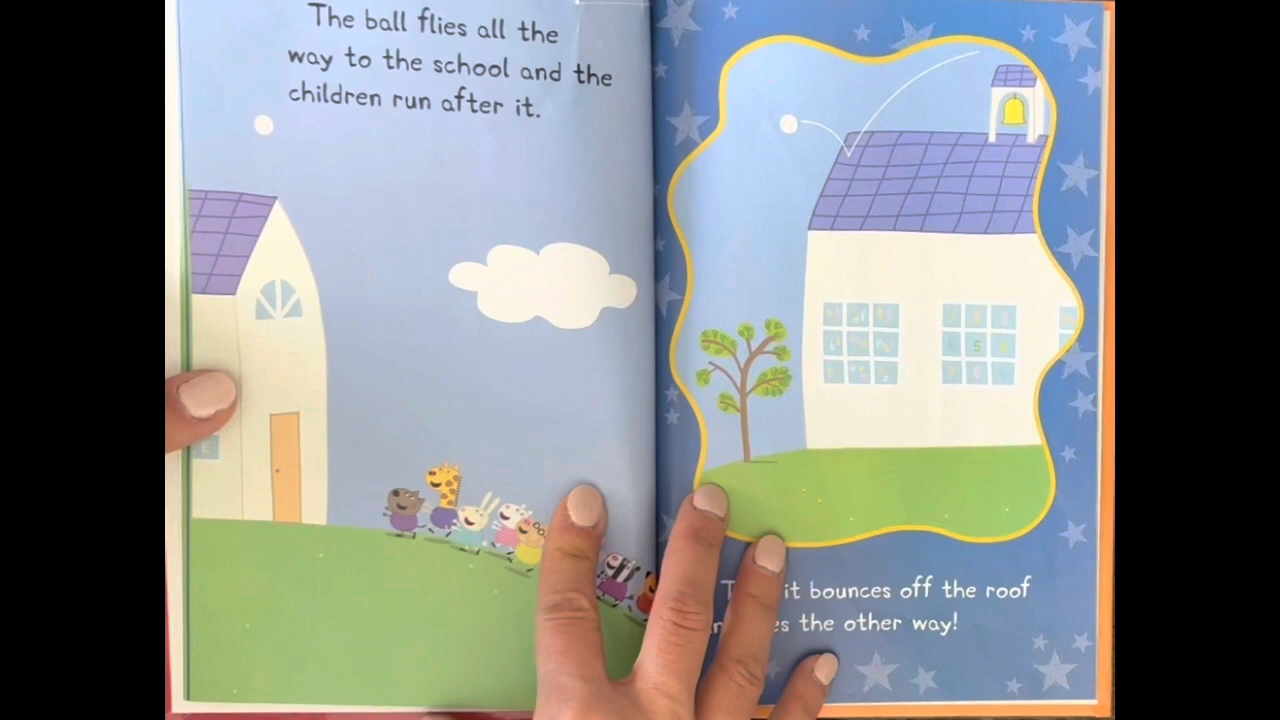 The ball flies all the
way to the school and the
children run after it.
E
5
it bounces off the roof
the other way!